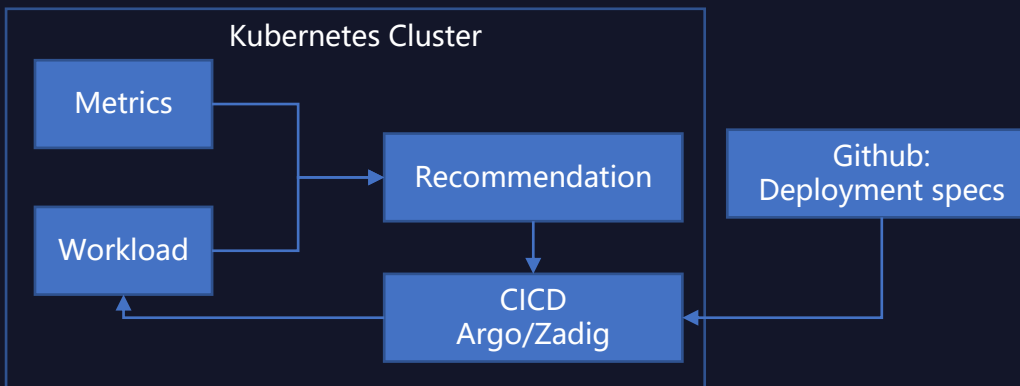 Kubernetes Cluster
Metrics
Recommendation
Github:
Deployment specs
Workload
CICD
Argo/Zadig